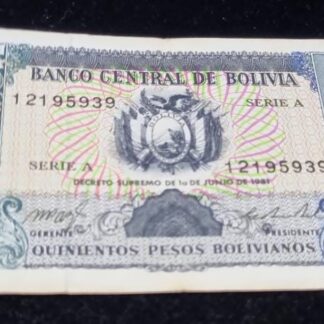 BANCO CENTRAL DE BOLIVIA
12195939 SERIE A
SERIE A 12195939
DECRETO SUPREMO DE 1º DE JUNIO DE 1981
GERENTE PRESIDENTE
QUINIENTOS PESOS BOLIVIANOS